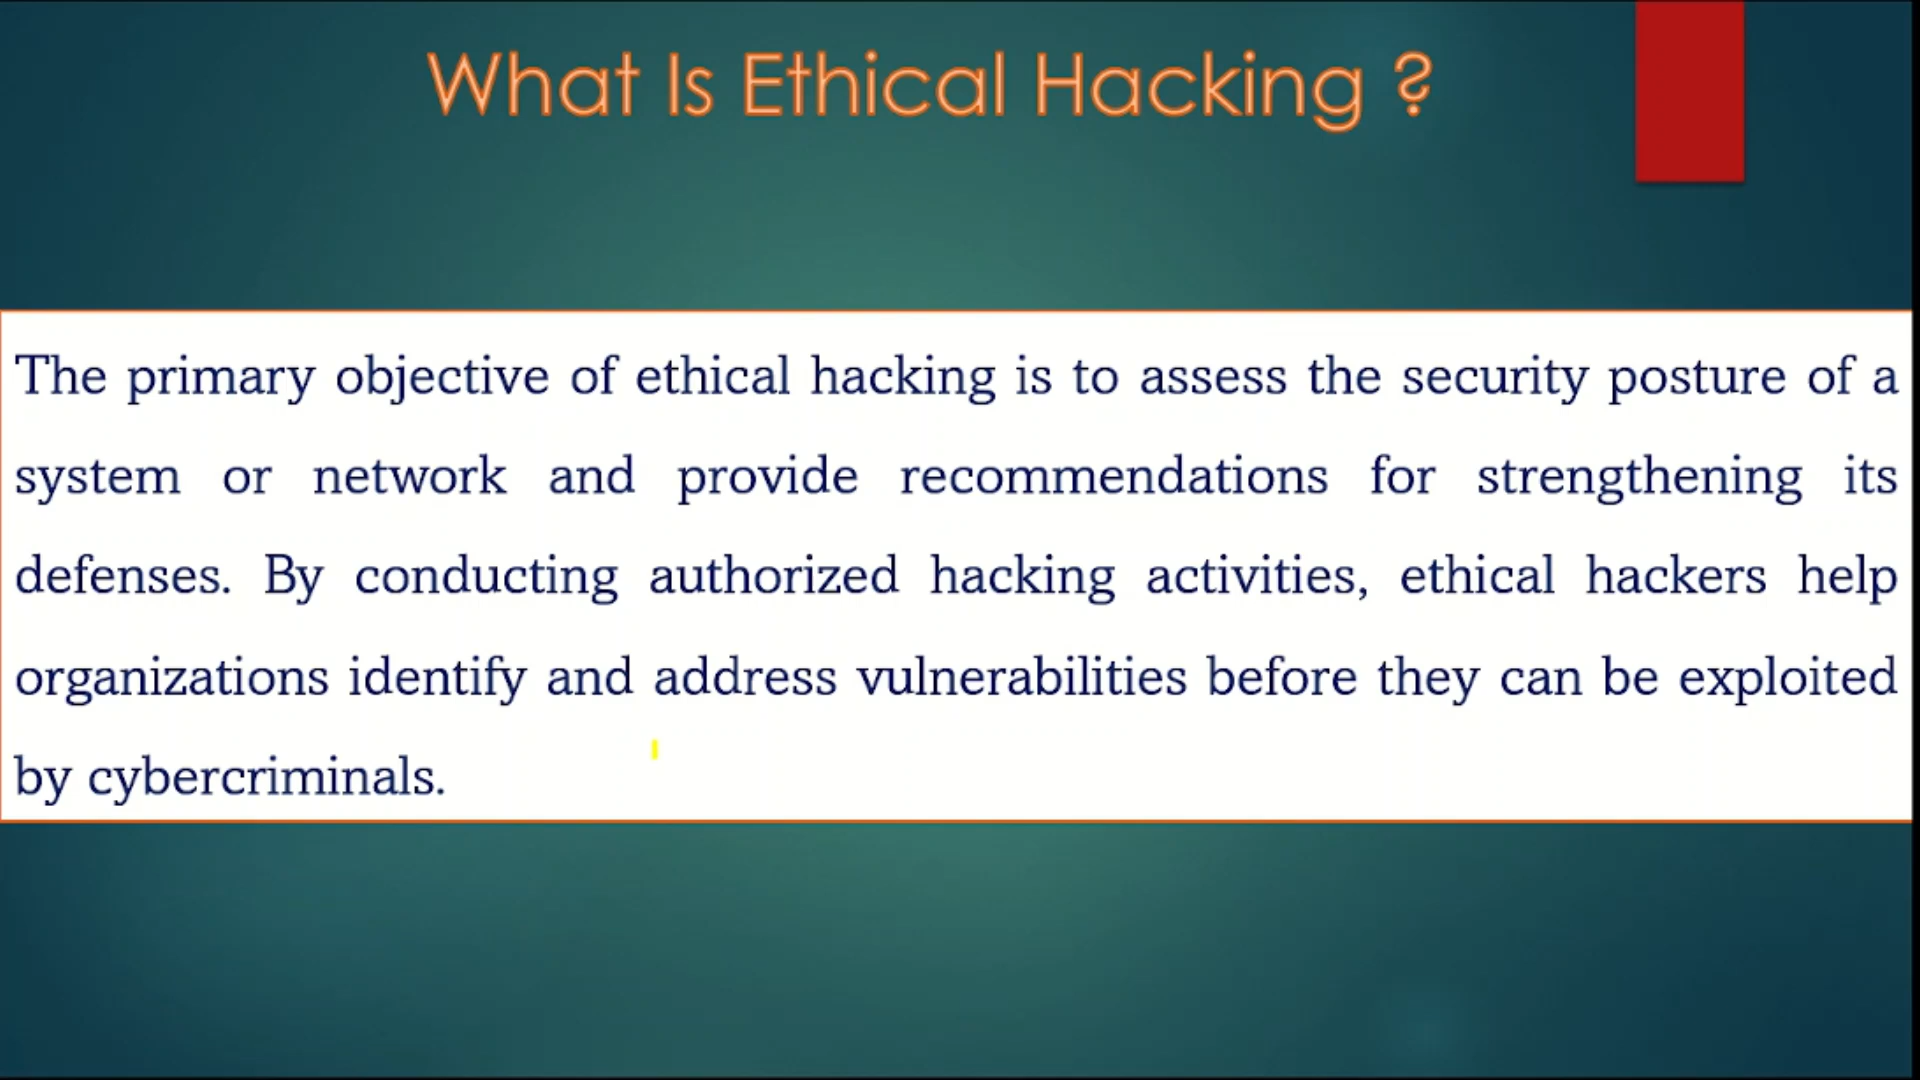 What Is Ethical Hacking ?
The primary objective of ethical hacking is to assess the security posture of a
system or network and provide recommendations for strengthening its
defenses. By conducting authorized hacking activities, ethical hackers help
organizations identify and address vulnerabilities before they can be exploited
by cybercriminals.